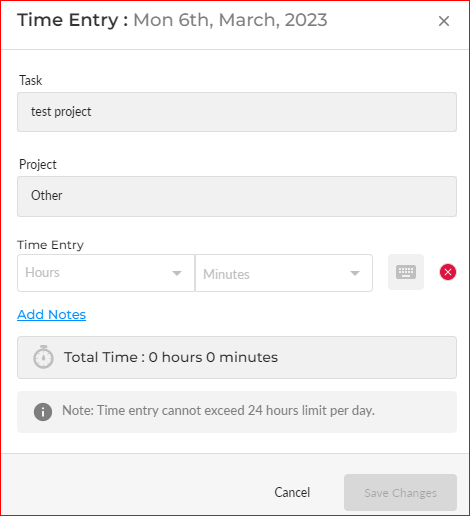 Time Entry : Mon 6th, March, 2023
Task
test project
Project
Other
Time Entry
Hours
Minutes
Add Notes
Total Time : 0 hours 0 minutes
Note: Time entry cannot exceed 24 hours limit per day.
Cancel
Save Changes